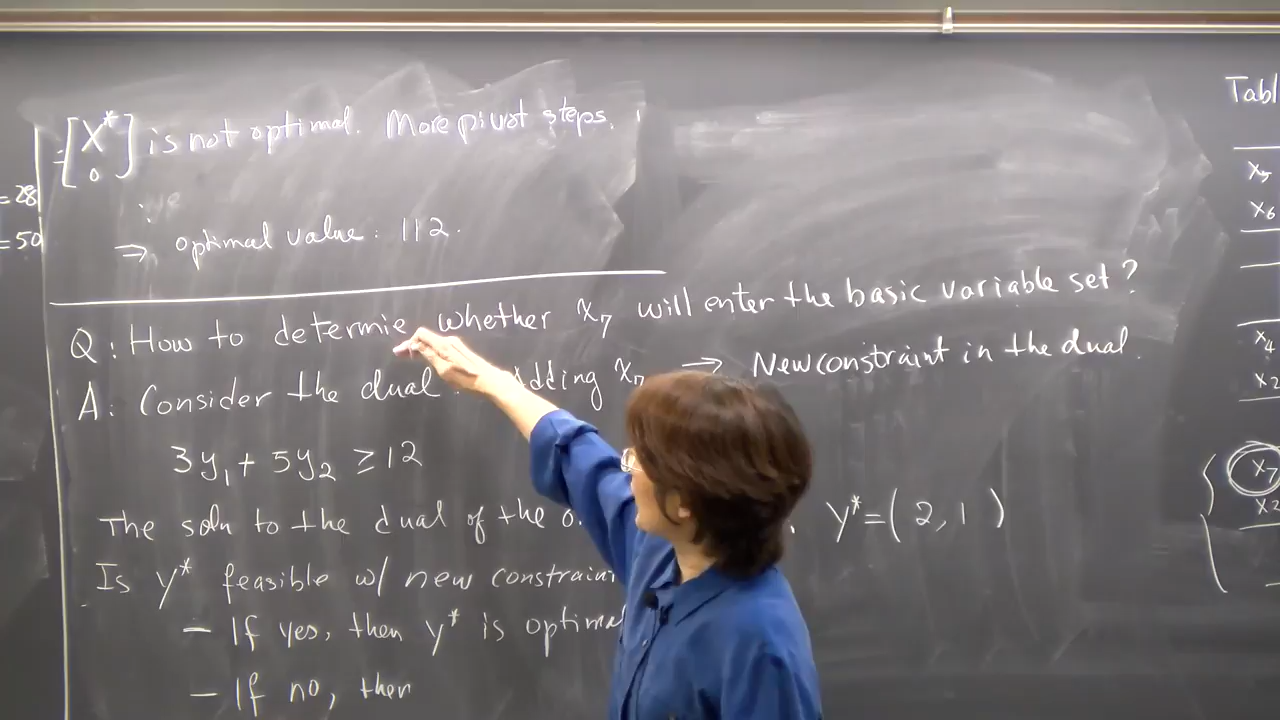 = [X* 0] is not optimal. More pivot steps.
= 28
= 50
⇒ optimal value: 112.
Q: How to determie whether x7 will enter the basic variable set?
A: Consider the dual. Adding x7 → New constraint in the dual.
3y1 + 5y2 ≥ 12
The soln to the dual of the y* = (2, 1)
Is y* feasible w/ new
- If yes, then y* is
- If no, then
x5
x6
x4
x2
x7
x2